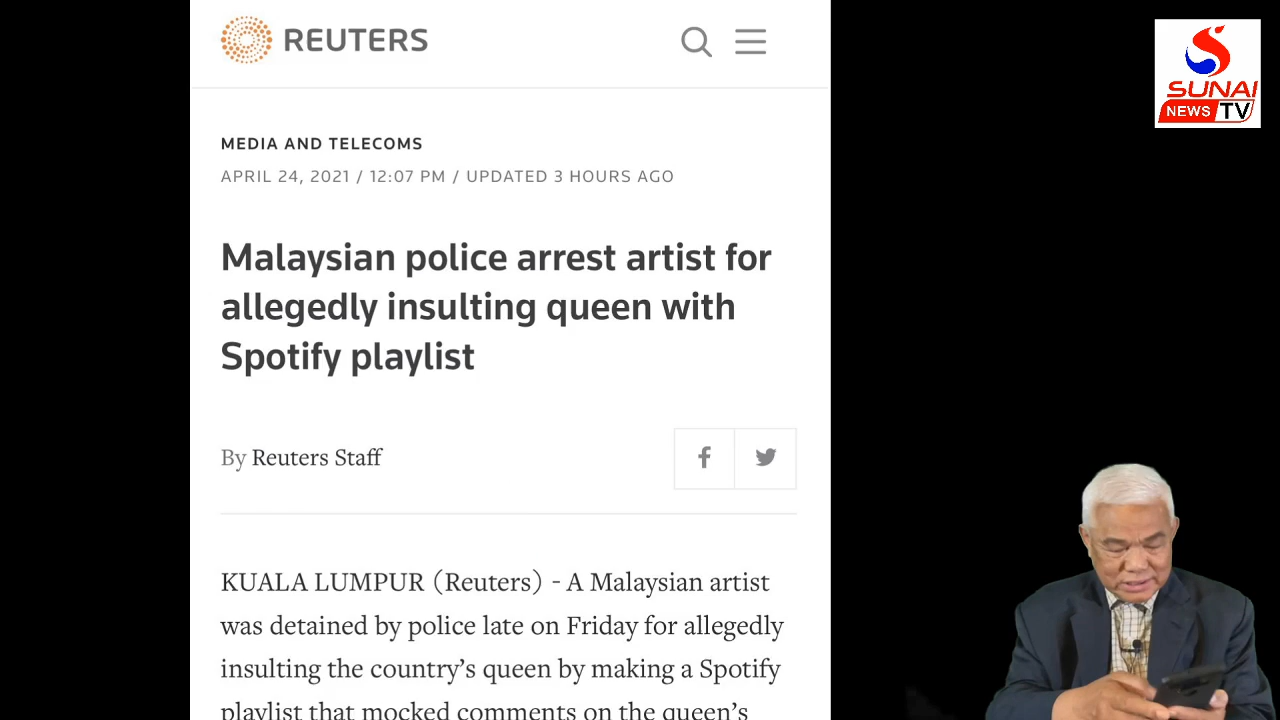 REUTERS
SUNAI
NEWS TV
MEDIA AND TELECOMS
APRIL 24, 2021 / 12:07 PM / UPDATED 3 HOURS AGO
Malaysian police arrest artist for
allegedly insulting queen with
Spotify playlist
By Reuters Staff
KUALA LUMPUR (Reuters) - A Malaysian artist
was detained by police late on Friday for allegedly
insulting the country’s queen by making a Spotify
playlist that mocked comments on the queen’s